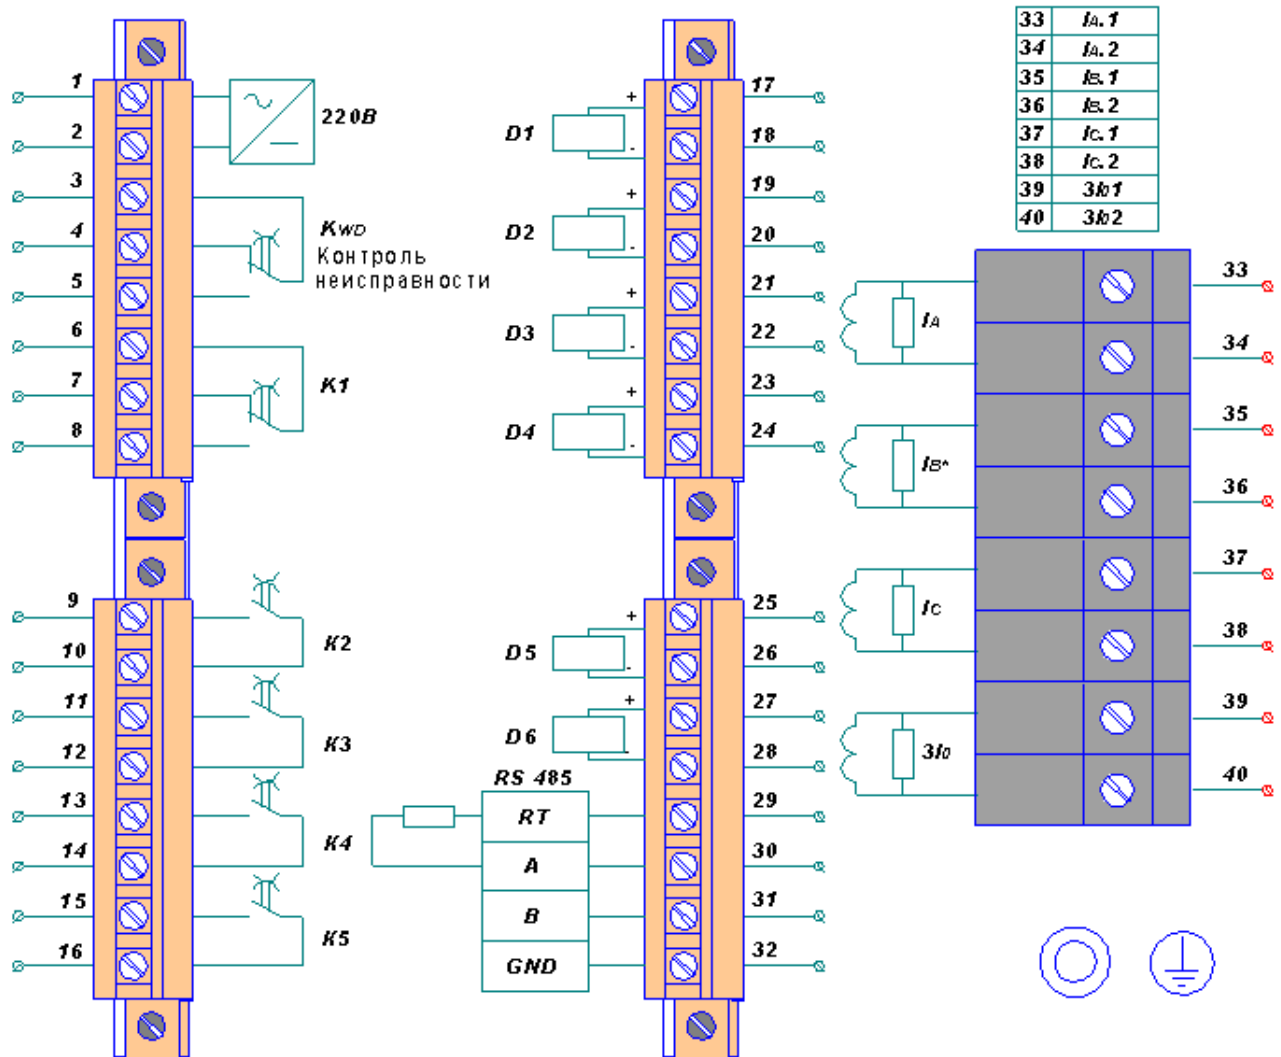 1
2
3
4
5
6
7
8
220В
KWD
Контроль
неисправности
K1
9
10
11
12
13
14
15
16
K2
K3
K4
K5
D1
+
-
D2
+
-
D3
+
-
D4
+
-
17
18
19
20
21
22
23
24
D5
+
-
D6
+
-
RS 485
RT
A
B
GND
25
26
27
28
29
30
31
32
33 IA.1
34 IA.2
35 IB.1
36 IB.2
37 IC.1
38 IC.2
39 3I01
40 3I02
IA
IB*
IC
3I0
33
34
35
36
37
38
39
40